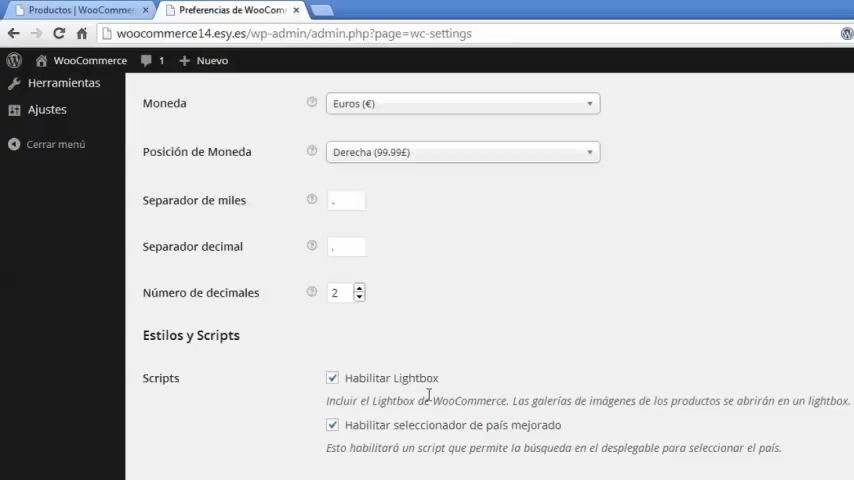 Productos | WooCommer
Preferencias de WooCom
woocommerce14.esy.es/wp-admin/admin.php?page=wc-settings
WooCommerce 1 + Nuevo
Herramientas
Ajustes
Cerrar menú
Moneda Euros (€)
Posición de Moneda Derecha (99.99£)
Separador de miles .
Separador decimal
Número de decimales 2
Estilos y Scripts
Scripts Habilitar Lightbox
Incluir el Lightbox de WooCommerce. Las galerías de imágenes de los productos se abrirán en un lightbox.
Habilitar seleccionador de país mejorado
Esto habilitará un script que permite la búsqueda en el desplegable para seleccionar el país.